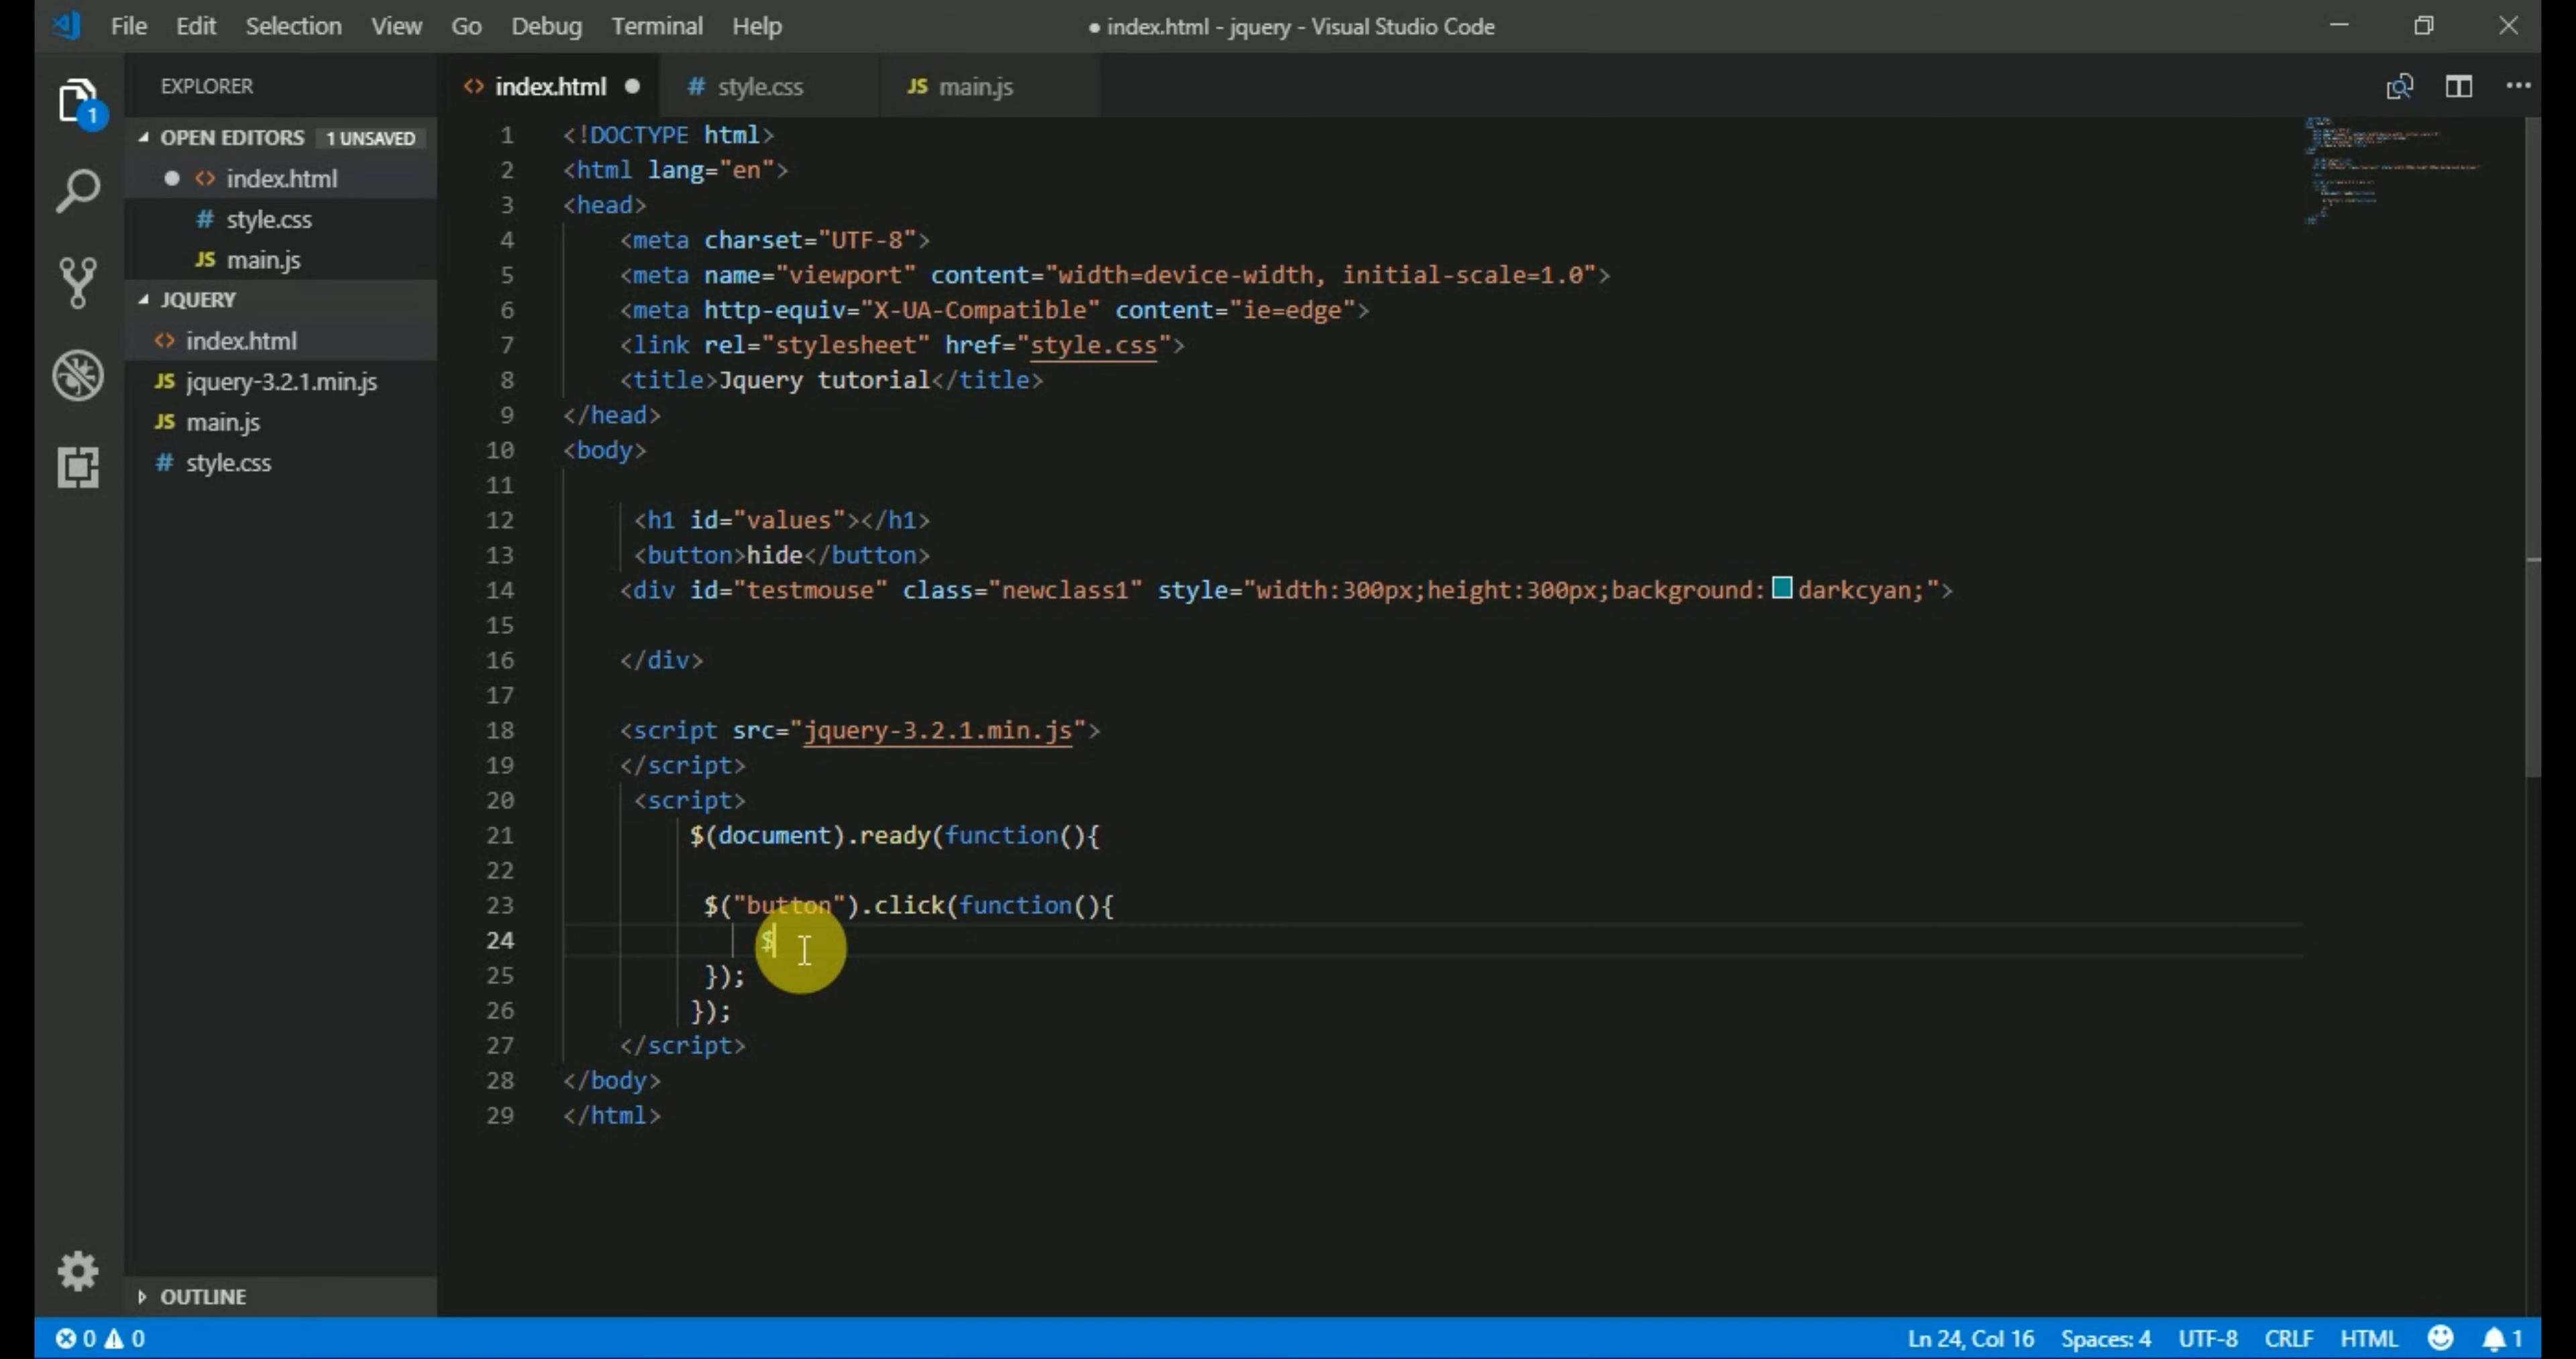 File Edit Selection View Go Debug Terminal Help
● index.html - jquery - Visual Studio Code
EXPLORER
OPEN EDITORS 1 UNSAVED
<> index.html
# style.css
JS main.js
JQUERY
<> index.html
JS jquery-3.2.1.min.js
JS main.js
# style.css
OUTLINE
1
<> index.html ●
# style.css
JS main.js
1 <!DOCTYPE html>
2 <html lang="en">
3 <head>
4 <meta charset="UTF-8">
5 <meta name="viewport" content="width=device-width, initial-scale=1.0">
6 <meta http-equiv="X-UA-Compatible" content="ie=edge">
7 <link rel="stylesheet" href="style.css">
8 <title>Jquery tutorial</title>
9 </head>
10 <body>
11
12 <h1 id="values"></h1>
13 <button>hide</button>
14 <div id="testmouse" class="newclass1" style="width:300px;height:300px;background:darkcyan;">
15
16 </div>
17
18 <script src="jquery-3.2.1.min.js">
19 </script>
20 <script>
21 $(document).ready(function(){
22
23 $("button").click(function(){
24 $
25 });
26 });
27 </script>
28 </body>
29 </html>
0 0
Ln 24, Col 16 Spaces: 4 UTF-8 CRLF HTML 1